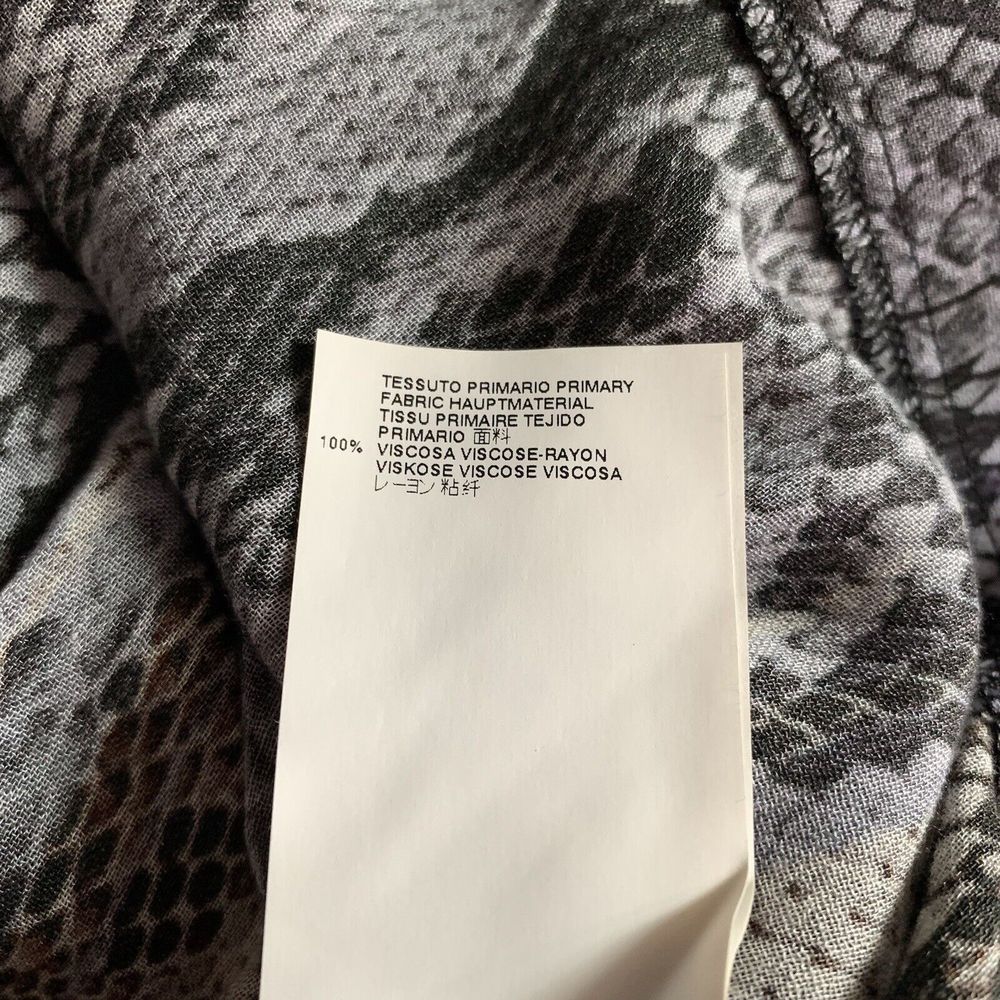 TESSUTO PRIMARIO PRIMARY
FABRIC HAUPTMATERIAL
TISSU PRIMAIRE TEJIDO
PRIMARIO 面料
100% VISCOSA VISCOSE-RAYON
VISKOSE VISCOSE VISCOSA
レーヨン 粘纤